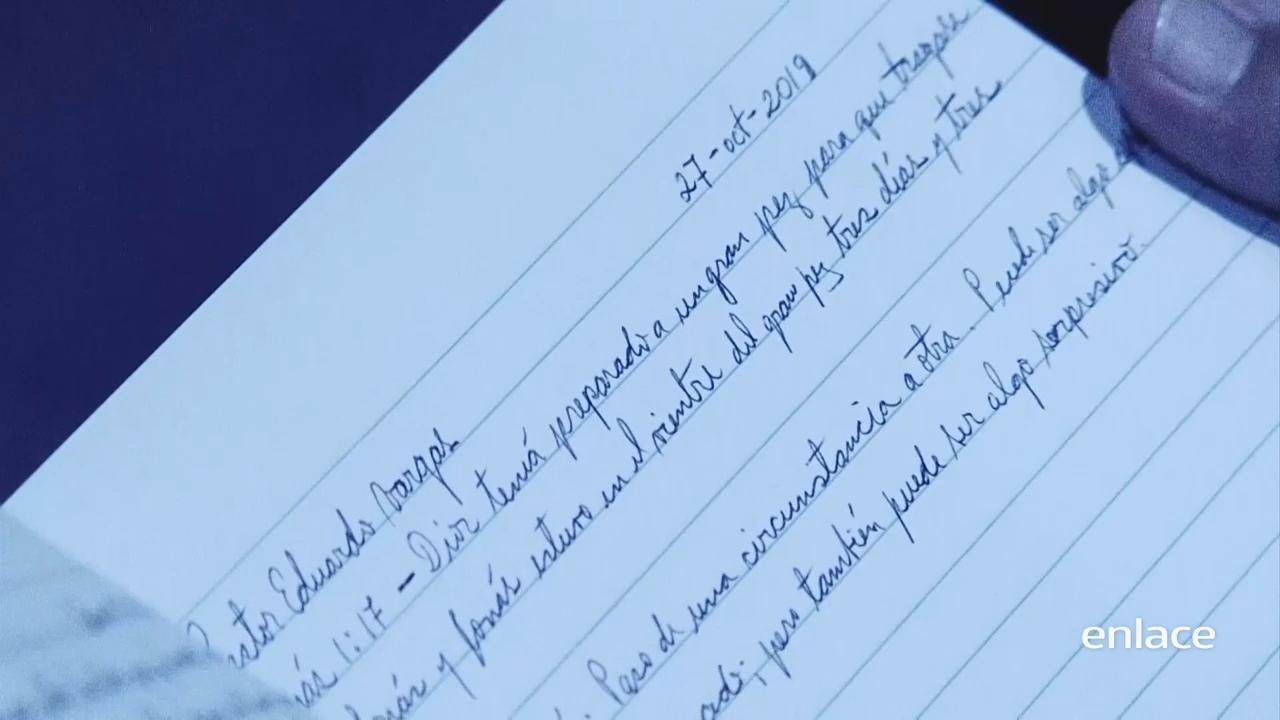 27-oct-2019
Pastor Eduardo Vargas
1:17 - Dios tenía preparado a un gran pez para que tragase
y Jonás estuvo en el vientre del gran pez tres días y tres
Paso de una circunstancia a otra. Puede ser algo
pero también puede ser algo sorpresivo.
enlace